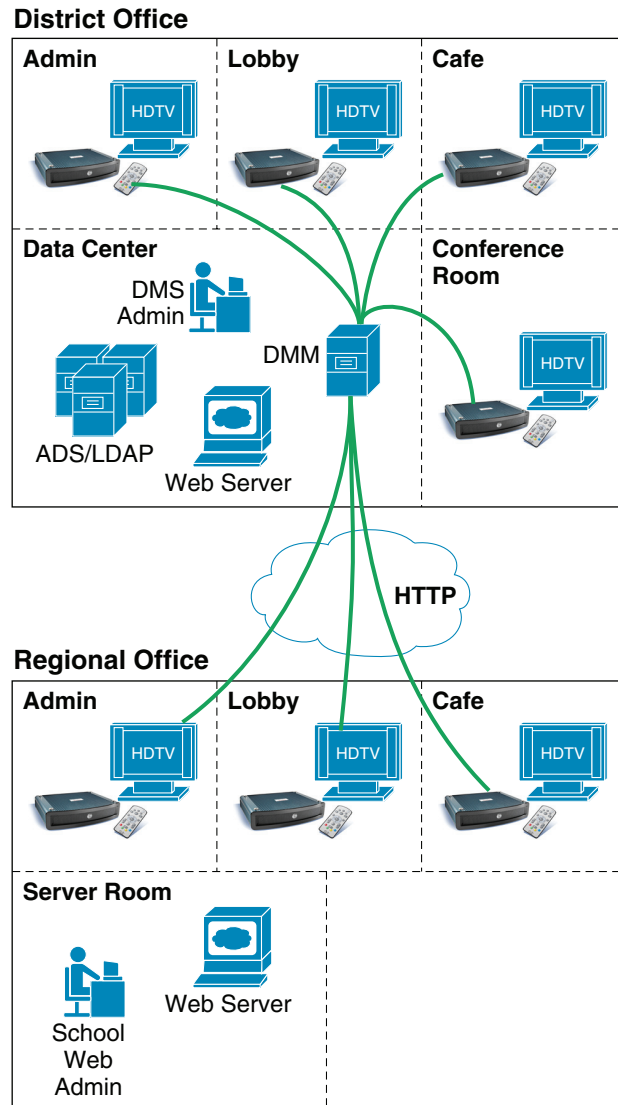 District Office
Admin
Lobby
Cafe
HDTV
HDTV
HDTV
Data Center
Conference
Room
DMS
Admin
DMM
HDTV
ADS/LDAP
Web Server
HTTP
Regional Office
Admin
Lobby
Cafe
HDTV
HDTV
HDTV
Server Room
Web Server
School
Web
Admin